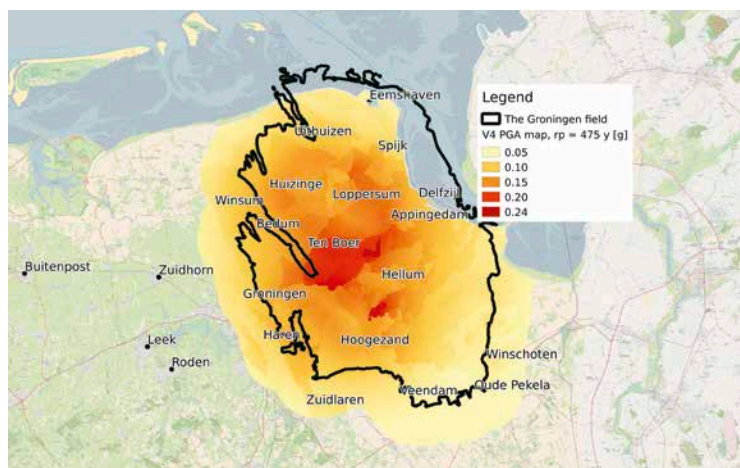 Eemshaven
Legend
The Groningen field
V4 PGA map, rp = 475 y [g]
0.05
0.10
0.15
0.20
0.24
Uithuizen
Spijk
Huizinge
Loppersum
Delfzijl
Winsum
Appingedam
Bedum
Ten Boer
Buitenpost
Zuidhorn
Hellum
Groningen
Haren
Hoogezand
Leek
Roden
Winschoten
Veendam
Oude Pekela
Zuidlaren